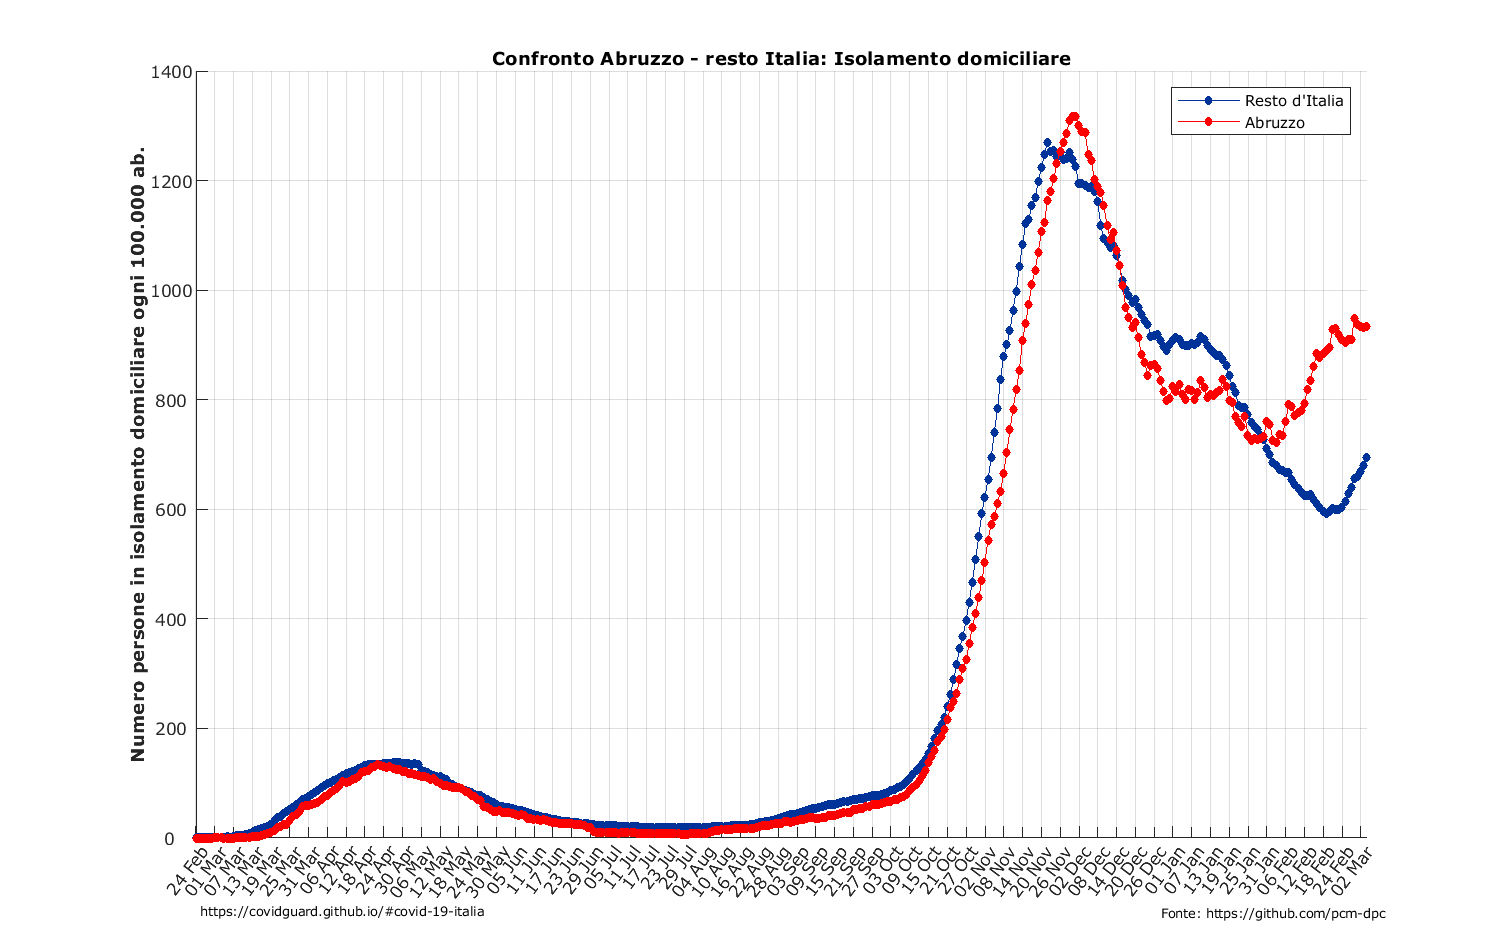 Confronto Abruzzo - resto Italia: Isolamento domiciliare
Numero persone in isolamento domiciliare ogni 100.000 ab.
1400
1200
1000
800
600
400
200
0
Resto d'Italia
Abruzzo
24 Feb
01 Mar
07 Mar
13 Mar
19 Mar
25 Mar
31 Mar
06 Apr
12 Apr
18 Apr
24 Apr
30 Apr
06 May
12 May
18 May
24 May
30 May
05 Jun
11 Jun
17 Jun
23 Jun
29 Jun
05 Jul
11 Jul
17 Jul
23 Jul
29 Jul
04 Aug
10 Aug
16 Aug
22 Aug
28 Aug
03 Sep
09 Sep
15 Sep
21 Sep
27 Sep
03 Oct
09 Oct
15 Oct
21 Oct
27 Oct
02 Nov
08 Nov
14 Nov
20 Nov
26 Nov
02 Dec
08 Dec
14 Dec
20 Dec
26 Dec
01 Jan
07 Jan
13 Jan
19 Jan
25 Jan
31 Jan
06 Feb
12 Feb
18 Feb
24 Feb
02 Mar
https://covidguard.github.io/#covid-19-italia
Fonte: https://github.com/pcm-dpc